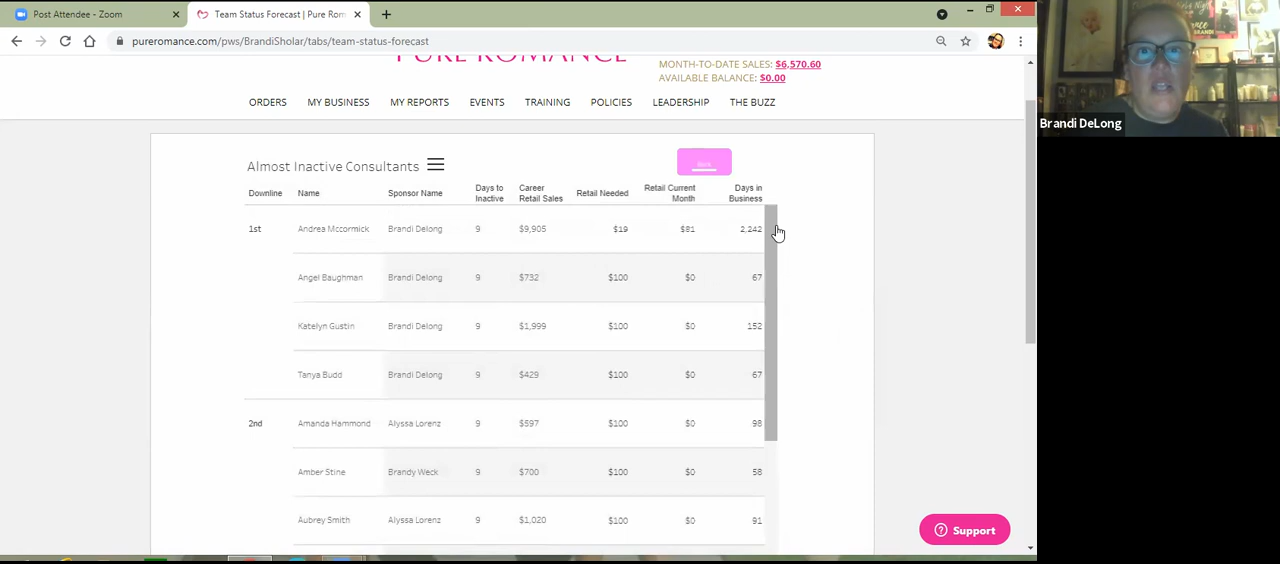 Post Attendee - Zoom
Team Status Forecast | Pure Rom
pureromance.com/pws/BrandiSholar/tabs/team-status-forecast
PURE ROMANCE
MONTH-TO-DATE SALES: $6,570.60
AVAILABLE BALANCE: $0.00
ORDERS MY BUSINESS MY REPORTS EVENTS TRAINING POLICIES LEADERSHIP THE BUZZ
Almost Inactive Consultants
Downline Name Sponsor Name Days to Inactive Career Retail Sales Retail Needed Retail Current Month Days in Business
1st Andrea Mccormick Brandi Delong 9 $9,905 $19 $81 2,242
Angel Baughman Brandi Delong 9 $732 $100 $0 67
Katelyn Gustin Brandi Delong 9 $1,999 $100 $0 152
Tanya Budd Brandi Delong 9 $429 $100 $0 67
2nd Amanda Hammond Alyssa Lorenz 9 $597 $100 $0 98
Amber Stine Brandy Weck 9 $700 $100 $0 58
Aubrey Smith Alyssa Lorenz 9 $1,020 $100 $0 91
Support
Brandi DeLong